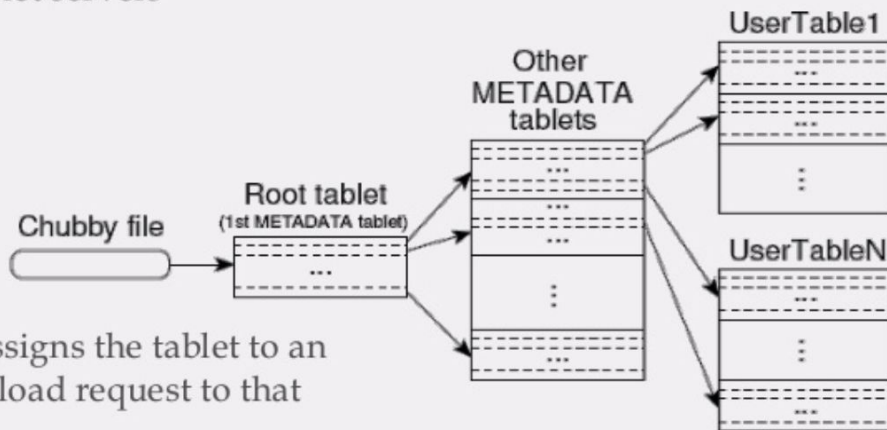 UserTable1
Other
METADATA
tablets
...
...
⋮
Root tablet
(1st METADATA tablet)
...
...
...
⋮
...
Chubby file
...
UserTableN
...
⋮
...
ssigns the tablet to an
load request to that